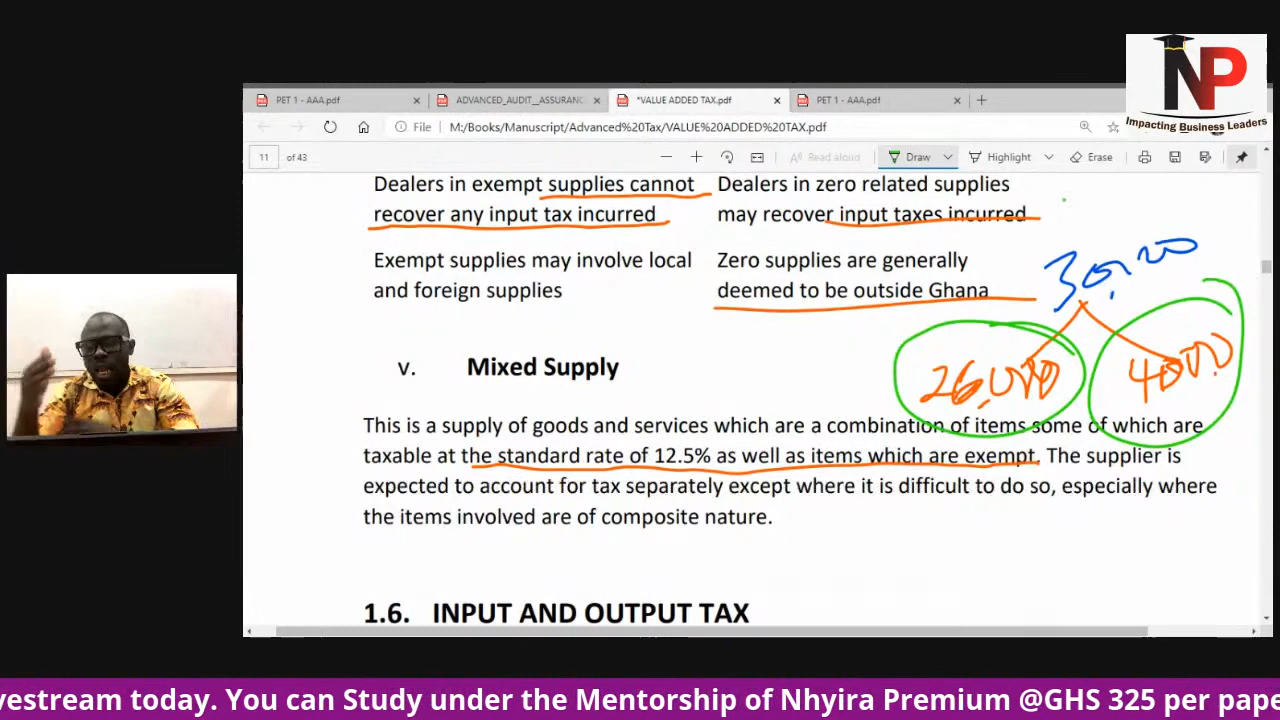 NP
Impacting Business Leaders
PET 1 - AAA.pdf
ADVANCED_AUDIT__ASSURANC
*VALUE ADDED TAX.pdf
PET 1 - AAA.pdf
File M:/Books/Manuscript/Advanced%20Tax/VALUE%20ADDED%20TAX.pdf
11 of 43
Read aloud
Draw
Highlight
Erase
Dealers in exempt supplies cannot
recover any input tax incurred
Dealers in zero related supplies
may recover input taxes incurred
Exempt supplies may involve local
and foreign supplies
Zero supplies are generally
deemed to be outside Ghana
26,000
v. Mixed Supply
This is a supply of goods and services which are a combination of items some of which are
taxable at the standard rate of 12.5% as well as items which are exempt. The supplier is
expected to account for tax separately except where it is difficult to do so, especially where
the items involved are of composite nature.
1.6. INPUT AND OUTPUT TAX
vestream today. You can Study under the Mentorship of Nhyira Premium @GHS 325 per pape